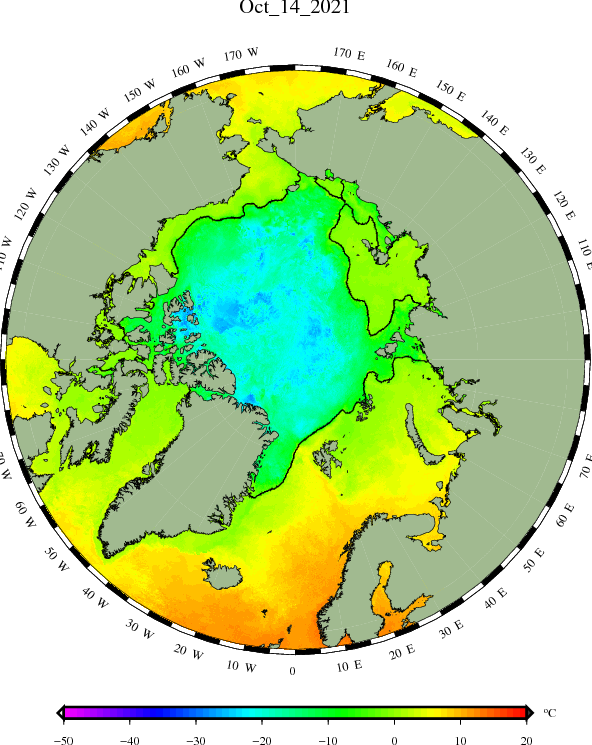 Oct_14_2021
170 W
170 E
160 W
160 E
150 W
150 E
140 W
140 E
130 W
130 E
120 W
120 E
110 E
70 E
60 W
60 E
50 W
50 E
40 W
40 E
30 W
30 E
20 W
20 E
10 W
10 E
0
°C
−50
−40
−30
−20
−10
0
10
20